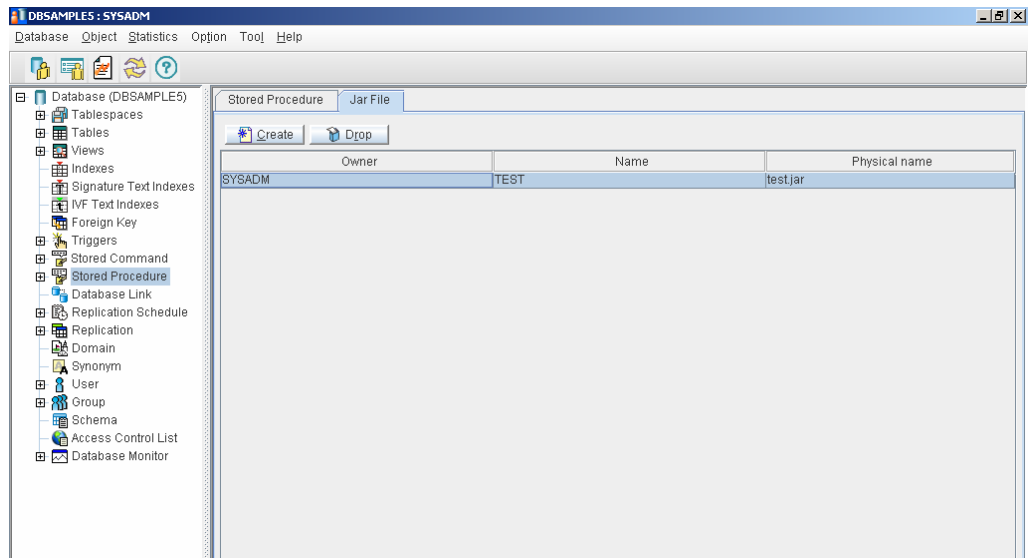 DBSAMPLE5 : SYSADM
Database Object Statistics Option Tool Help
Database (DBSAMPLE5)
Tablespaces
Tables
Views
Indexes
Signature Text Indexes
IVF Text Indexes
Foreign Key
Triggers
Stored Command
Stored Procedure
Database Link
Replication Schedule
Replication
Domain
Synonym
User
Group
Schema
Access Control List
Database Monitor
Stored Procedure Jar File
Create Drop
Owner Name Physical name
SYSADM TEST test.jar